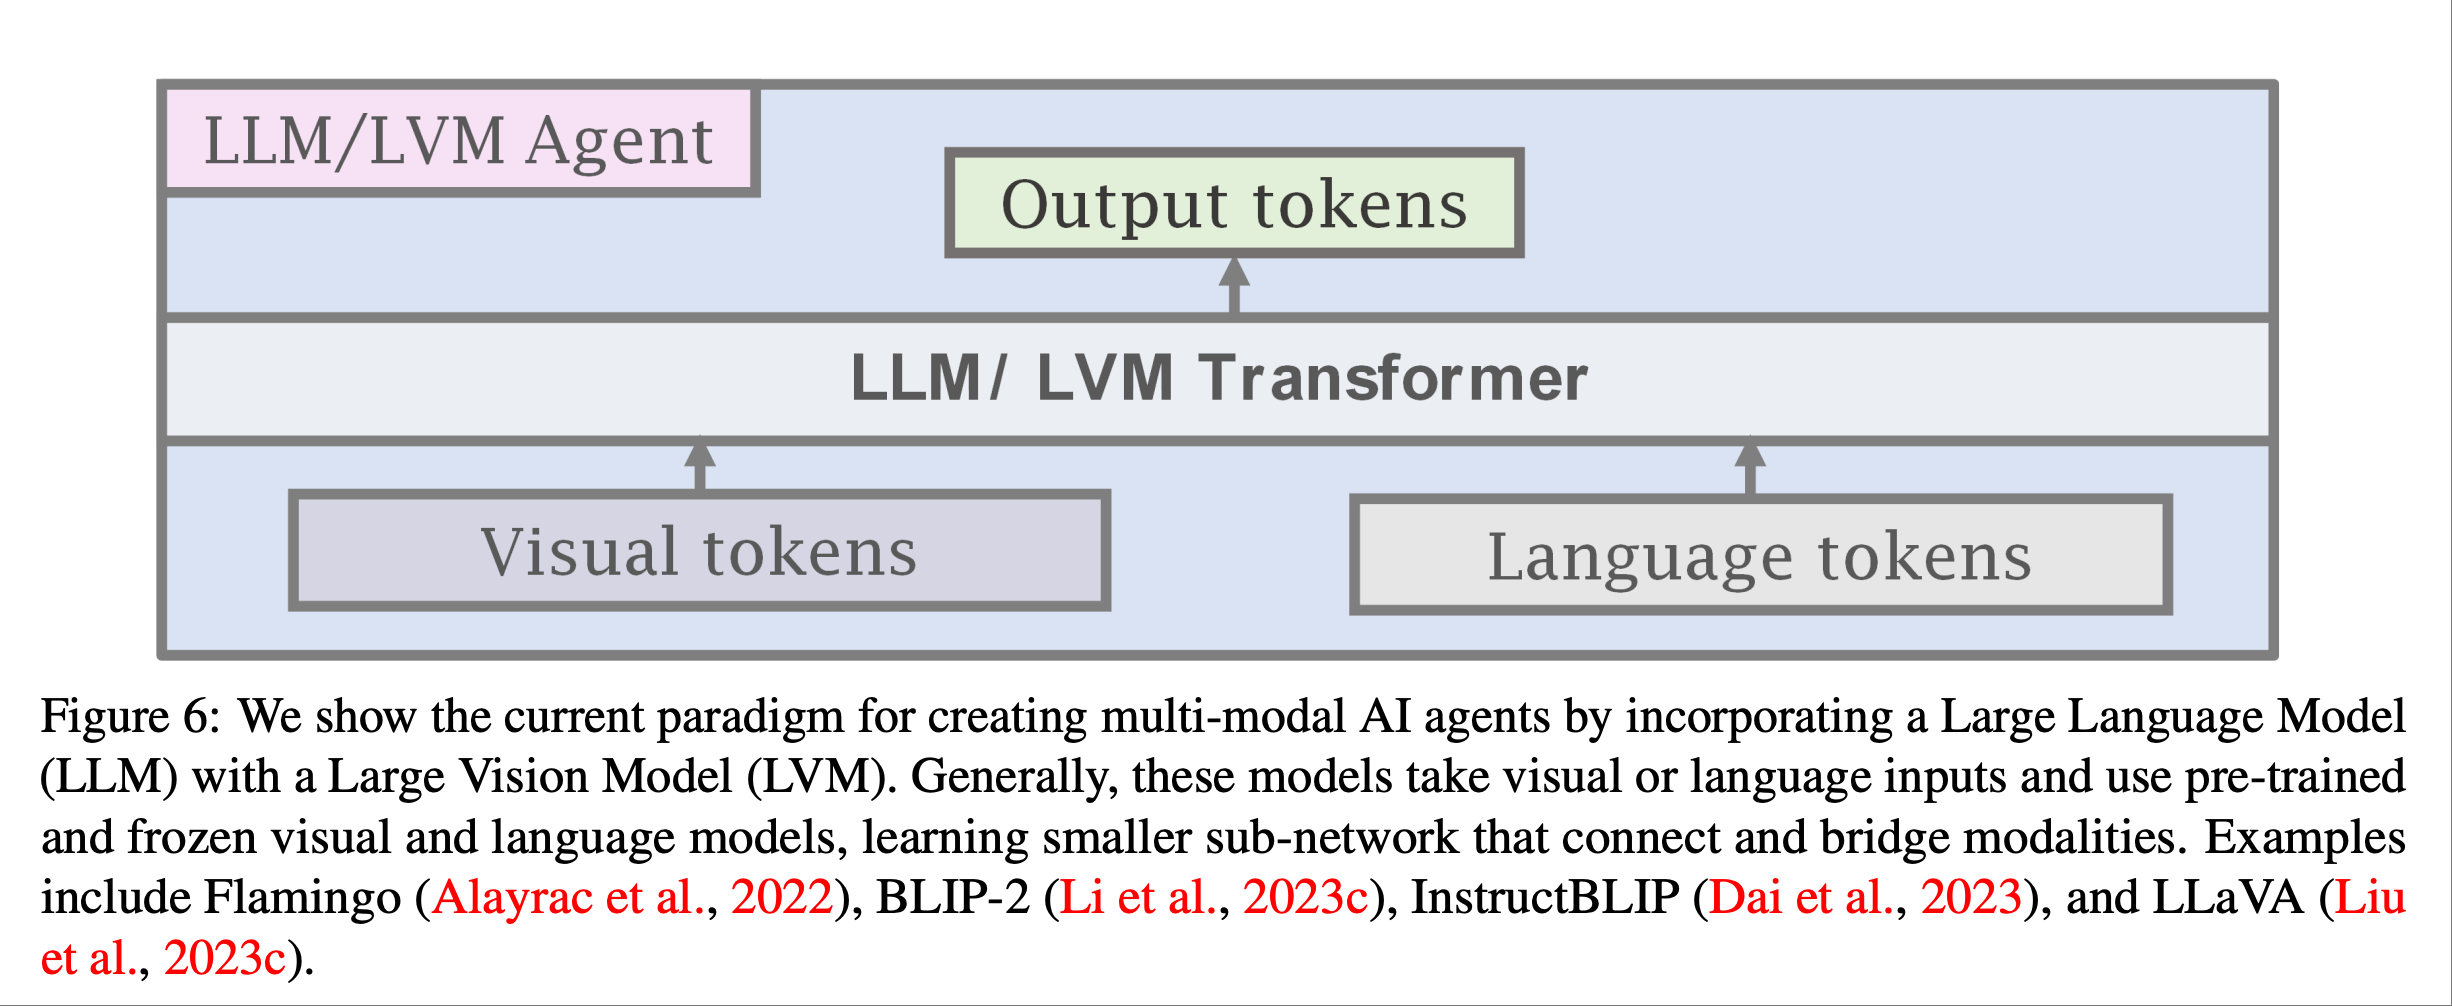 LLM/LVM Agent
Output tokens
LLM/ LVM Transformer
Visual tokens
Language tokens
Figure 6: We show the current paradigm for creating multi-modal AI agents by incorporating a Large Language Model
(LLM) with a Large Vision Model (LVM). Generally, these models take visual or language inputs and use pre-trained
and frozen visual and language models, learning smaller sub-network that connect and bridge modalities. Examples
include Flamingo (Alayrac et al., 2022), BLIP-2 (Li et al., 2023c), InstructBLIP (Dai et al., 2023), and LLaVA (Liu
et al., 2023c).